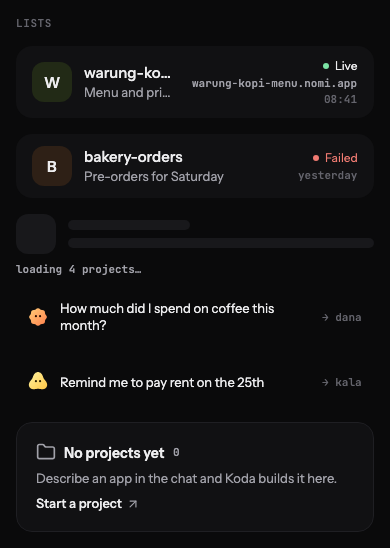 LISTS
W
warung-ko…
Menu and pri…
Live
warung-kopi-menu.nomi.app
08:41
B
bakery-orders
Pre-orders for Saturday
Failed
yesterday
loading 4 projects…
How much did I spend on coffee this
month?
→ dana
Remind me to pay rent on the 25th
→ kala
No projects yet 0
Describe an app in the chat and Koda builds it here.
Start a project ↗